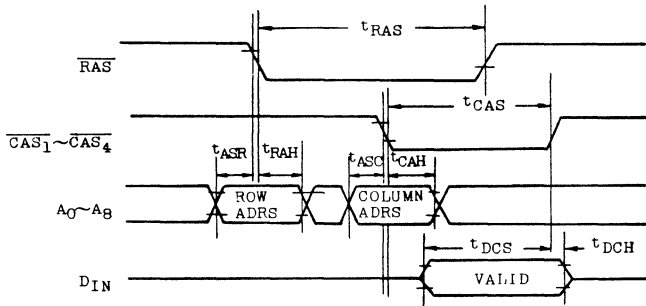 tRAS
RAS
tCAS
CAS1~CAS4
tASR tRAH tASC tCAH
A0~A8
ROW ADRS
COLUMN ADRS
tDCS tDCH
DIN
VALID